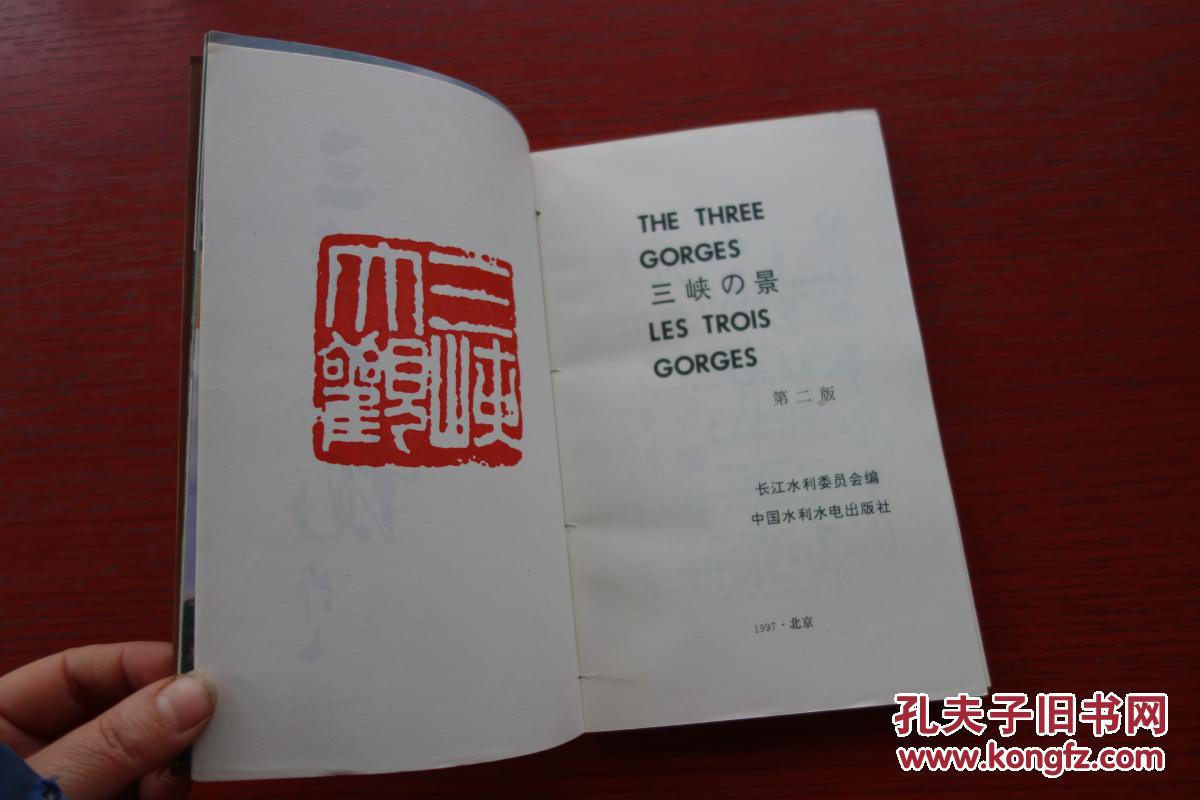 三峡
大觀
THE THREE
GORGES
三峡の景
LES TROIS
GORGES
第二版
长江水利委员会编
中国水利水电出版社
1997·北京
孔夫子旧书网
www.kongfz.com